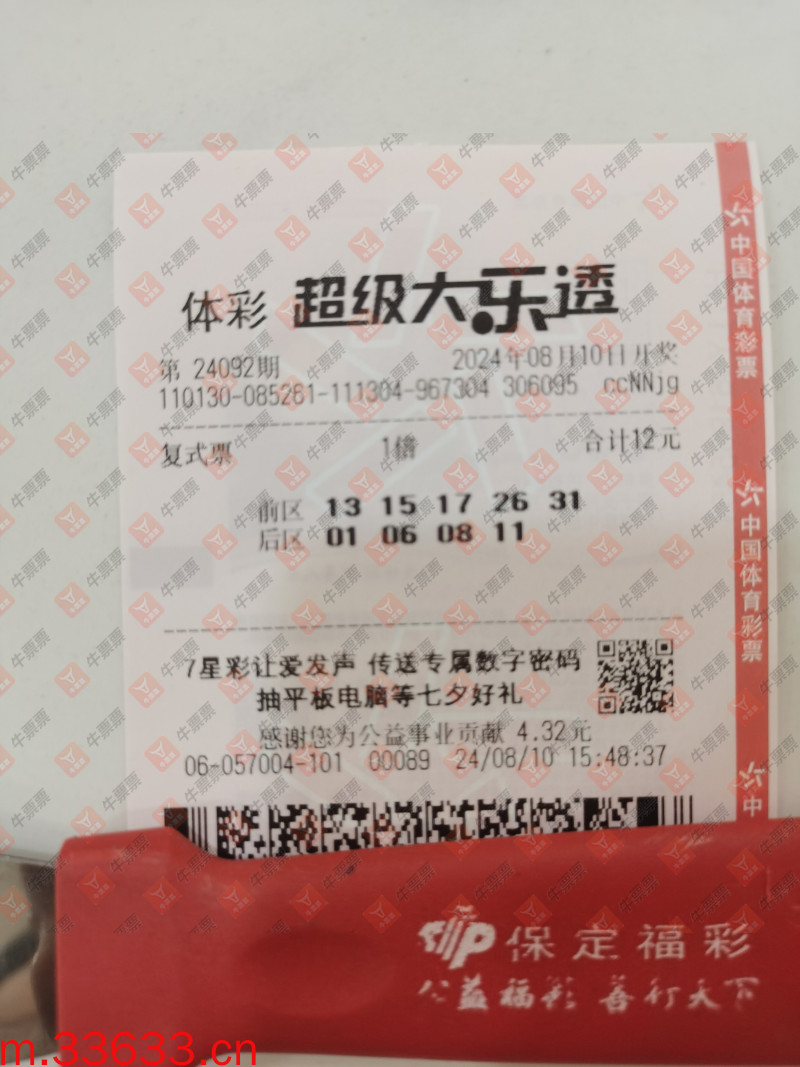 体彩 超级大乐透
第 24092期 2024年08月10日开奖
110130-085261-111304-967304 306095 ccNNjg
复式票 1倍 合计12元
前区 13 15 17 26 31
后区 01 06 08 11
7星彩让爱发声 传送专属数字密码
抽平板电脑等七夕好礼
感谢您为公益事业贡献 4.32元
06-057004-101 00089 24/08/10 15:48:37
中国体育彩票
中国体育彩票
中
保定福彩
公益福彩 善行天下
m.33633.cn
牛票票